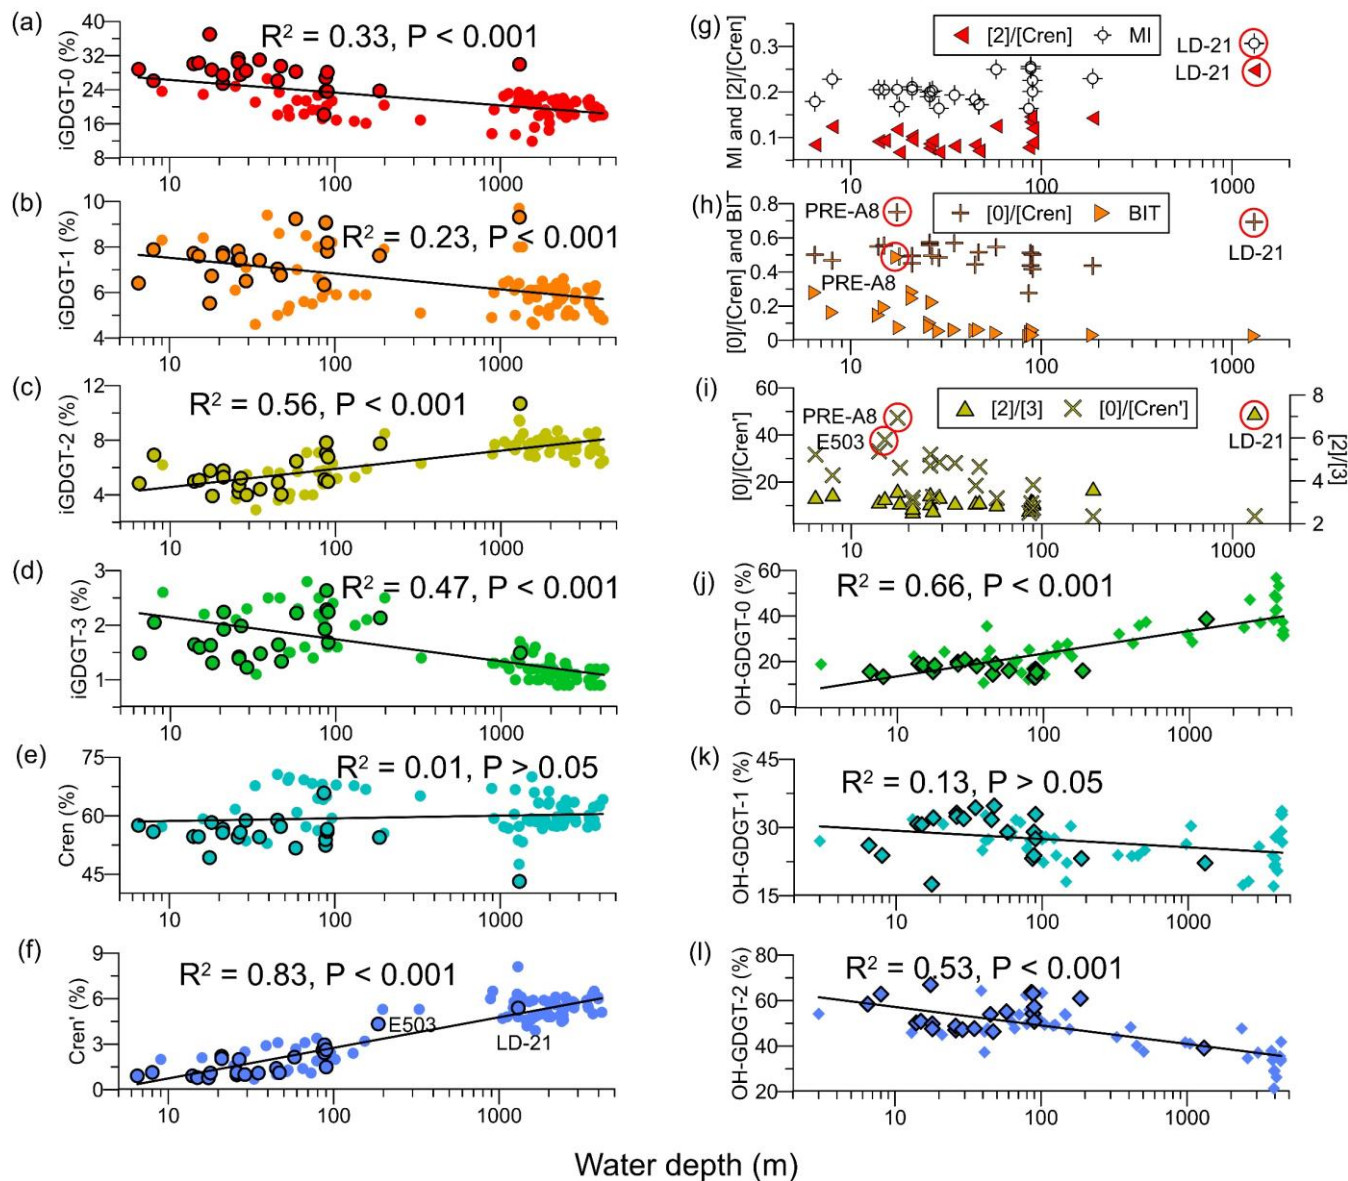 (a)
iGDGT-0 (%)
40
32
24
16
8
R² = 0.33, P < 0.001
10 100 1000
(b)
iGDGT-1 (%)
10
8
6
4
R² = 0.23, P < 0.001
10 100 1000
(c)
iGDGT-2 (%)
12
8
4
R² = 0.56, P < 0.001
10 100 1000
(d)
iGDGT-3 (%)
3
2
1
R² = 0.47, P < 0.001
10 100 1000
(e)
Cren (%)
75
60
45
R² = 0.01, P > 0.05
10 100 1000
(f)
Cren' (%)
9
6
3
0
R² = 0.83, P < 0.001
E503
LD-21
10 100 1000
(g)
MI and [2]/[Cren]
0.3
0.2
0.1
[2]/[Cren] MI
LD-21
LD-21
10 100 1000
(h)
[0]/[Cren] and BIT
0.8
0.6
0.4
0.2
0
PRE-A8
[0]/[Cren] BIT
LD-21
PRE-A8
10 100 1000
(i)
[0]/[Cren']
60
40
20
PRE-A8
E503
[2]/[3] [0]/[Cren']
LD-21
8
6
4
2
[2]/[3]
10 100 1000
(j)
OH-GDGT-0 (%)
60
40
20
0
R² = 0.66, P < 0.001
10 100 1000
(k)
OH-GDGT-1 (%)
45
30
15
R² = 0.13, P > 0.05
10 100 1000
(l)
OH-GDGT-2 (%)
80
60
40
20
R² = 0.53, P < 0.001
10 100 1000
Water depth (m)